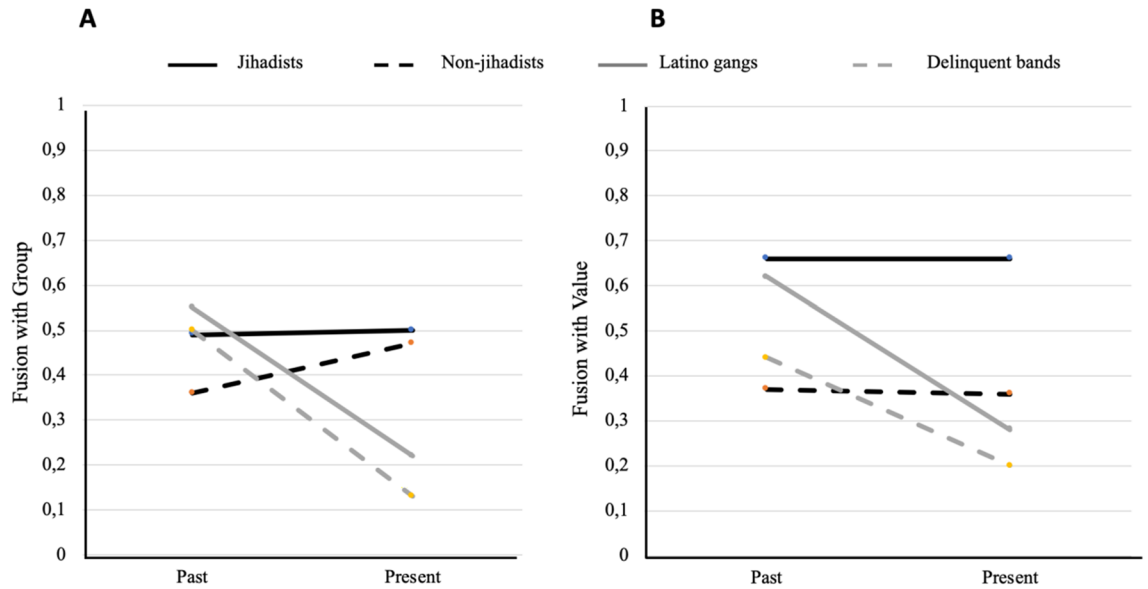 A
B
Jihadists
Non-jihadists
Latino gangs
Delinquent bands
Fusion with Group
1
0,9
0,8
0,7
0,6
0,5
0,4
0,3
0,2
0,1
0
Past
Present
Fusion with Value
1
0,9
0,8
0,7
0,6
0,5
0,4
0,3
0,2
0,1
0
Past
Present